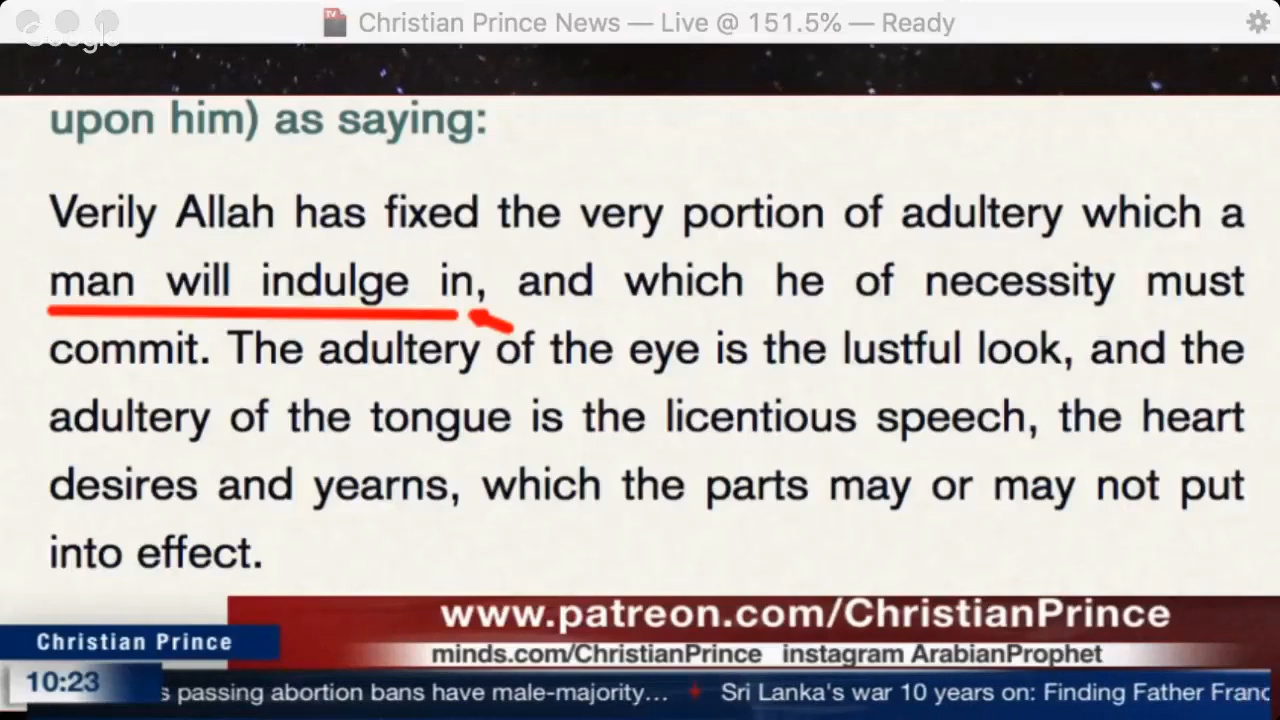 Christian Prince News — Live @ 151.5% — Ready
Google
upon him) as saying:
Verily Allah has fixed the very portion of adultery which a
man will indulge in, and which he of necessity must
commit. The adultery of the eye is the lustful look, and the
adultery of the tongue is the licentious speech, the heart
desires and yearns, which the parts may or may not put
into effect.
www.patreon.com/ChristianPrince
Christian Prince
minds.com/ChristianPrince instagram ArabianProphet
10:23
s passing abortion bans have male-majority... Sri Lanka's war 10 years on: Finding Father Franc